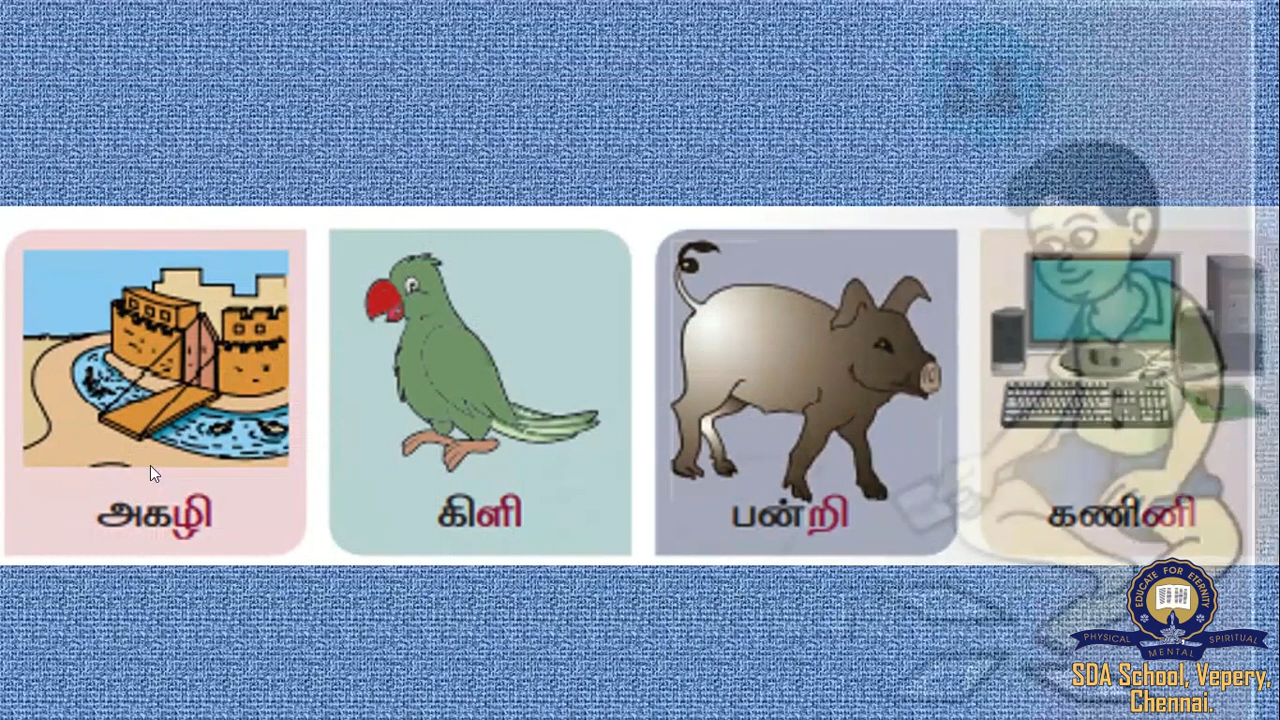 அகழி
கிளி
பன்றி
கணினி
EDUCATE FOR ETERNITY
PHYSICAL MENTAL SPIRITUAL
SDA School, Vepery,
Chennai.